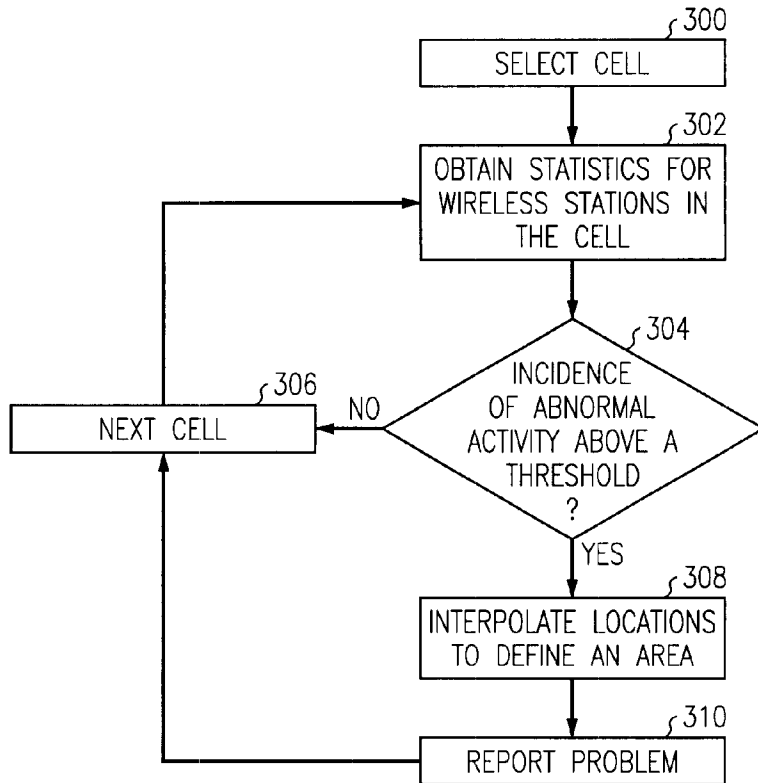 300
SELECT CELL
302
OBTAIN STATISTICS FOR
WIRELESS STATIONS IN
THE CELL
304
INCIDENCE
OF ABNORMAL
ACTIVITY ABOVE A
THRESHOLD
?
306
NEXT CELL
NO
YES
308
INTERPOLATE LOCATIONS
TO DEFINE AN AREA
310
REPORT PROBLEM